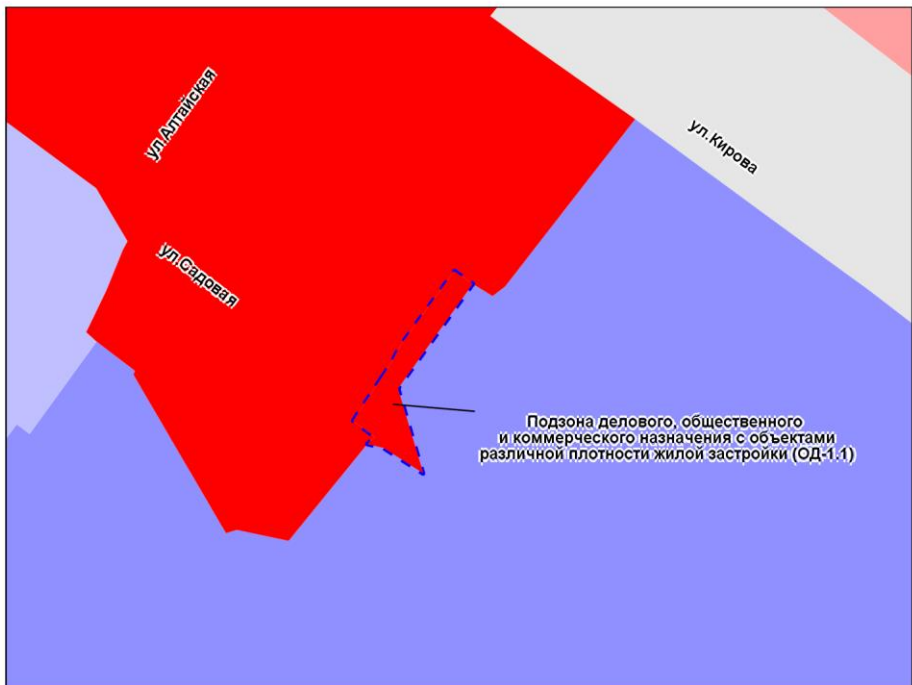 ул.Алтайская
ул.Кирова
ул.Садовая
Подзона делового, общественного
и коммерческого назначения с объектами
различной плотности жилой застройки (ОД-1.1)